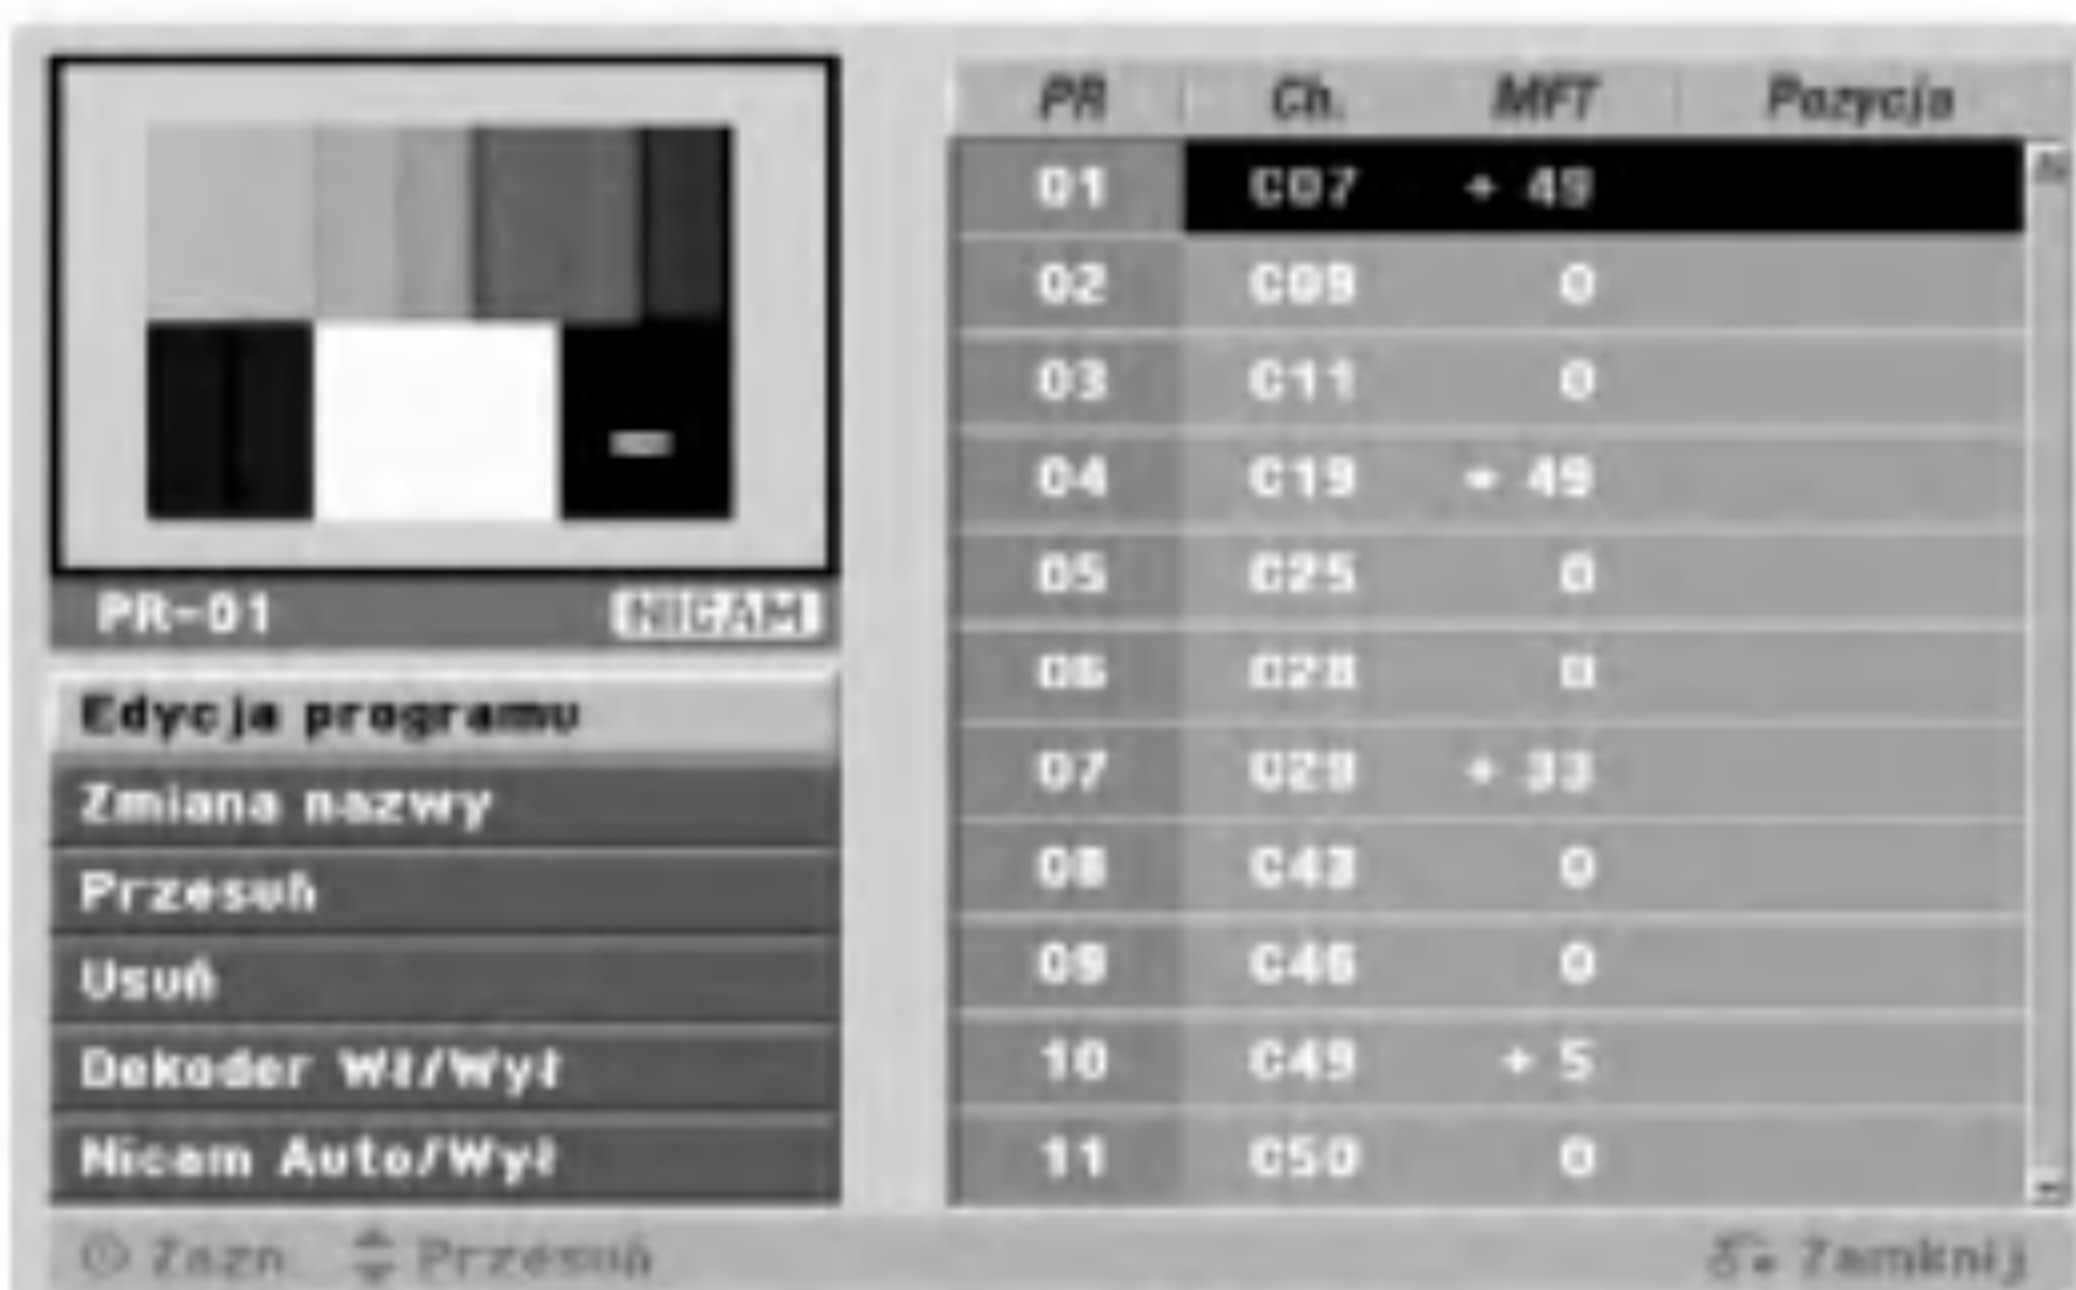 PR Ch. MFT Pozycja
01 C07 + 49
02 C09 0
03 C11 0
04 C19 + 49
05 C25 0
06 C28 0
07 C29 + 33
08 C43 0
09 C46 0
10 C49 + 5
11 C50 0
PR-01 NICAM
Edycja programu
Zmiana nazwy
Przesuń
Usuń
Dekoder Wł/Wył
Nicam Auto/Wył
Zazn Przesuń Zamknij